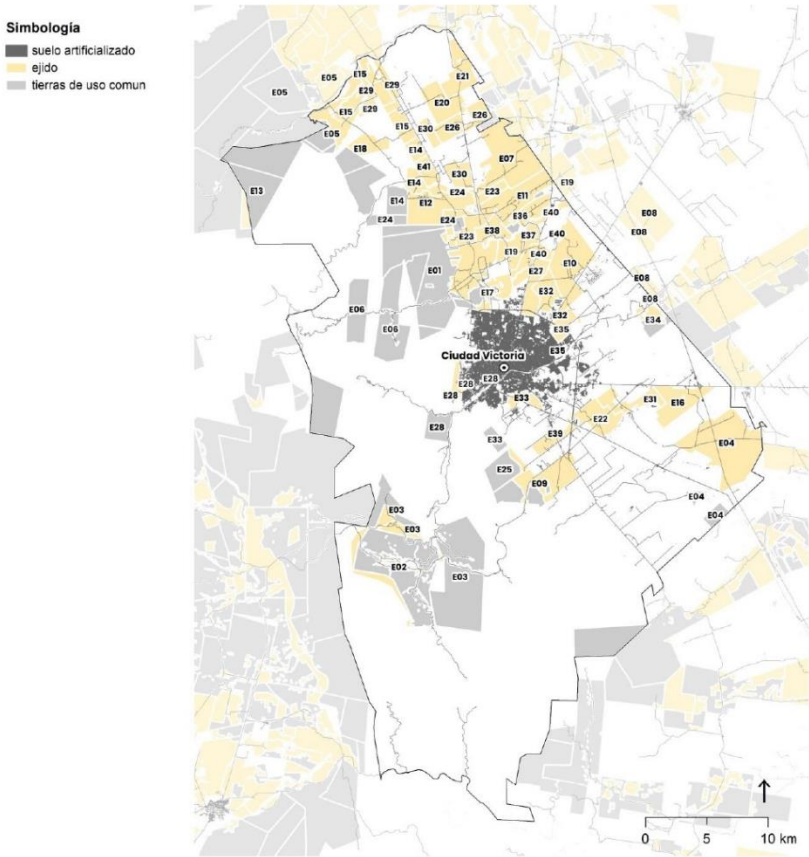 Simbología
suelo artificializado
ejido
tierras de uso comun
E21
E05
E15
E29
E05
E29
E20
E15
E29
E26
E15
E30
E26
E05
E18
E14
E07
E41
E30
E14
E23
E19
E13
E24
E11
E14
E12
E36
E40
E08
E24
E24
E23
E38
E37
E40
E08
E19
E40
E10
E01
E27
E08
E17
E32
E08
E06
E32
E34
E06
E35
E35
Ciudad Victoria
E28
E28
E28
E33
E31
E16
E22
E28
E33
E39
E04
E25
E09
E04
E03
E04
E03
E02
E03
0 5 10 km